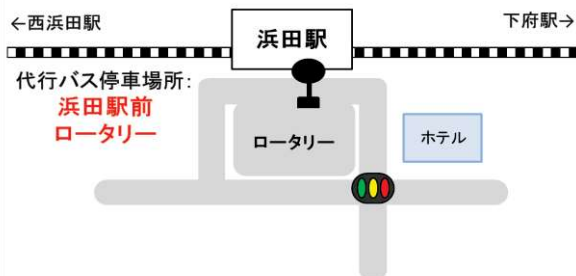 ←西浜田駅
下府駅→
浜田駅
代行バス停車場所：
浜田駅前
ロータリー
ロータリー
ホテル